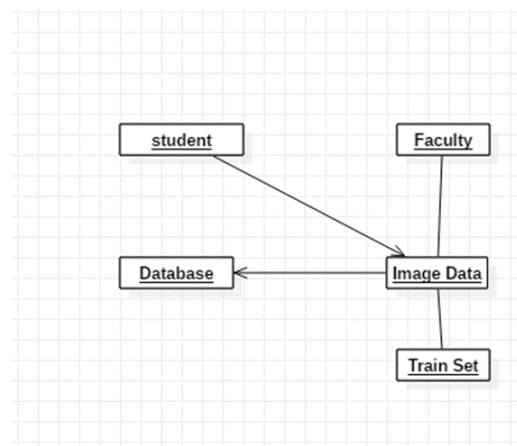 student
Faculty
Database
Image Data
Train Set